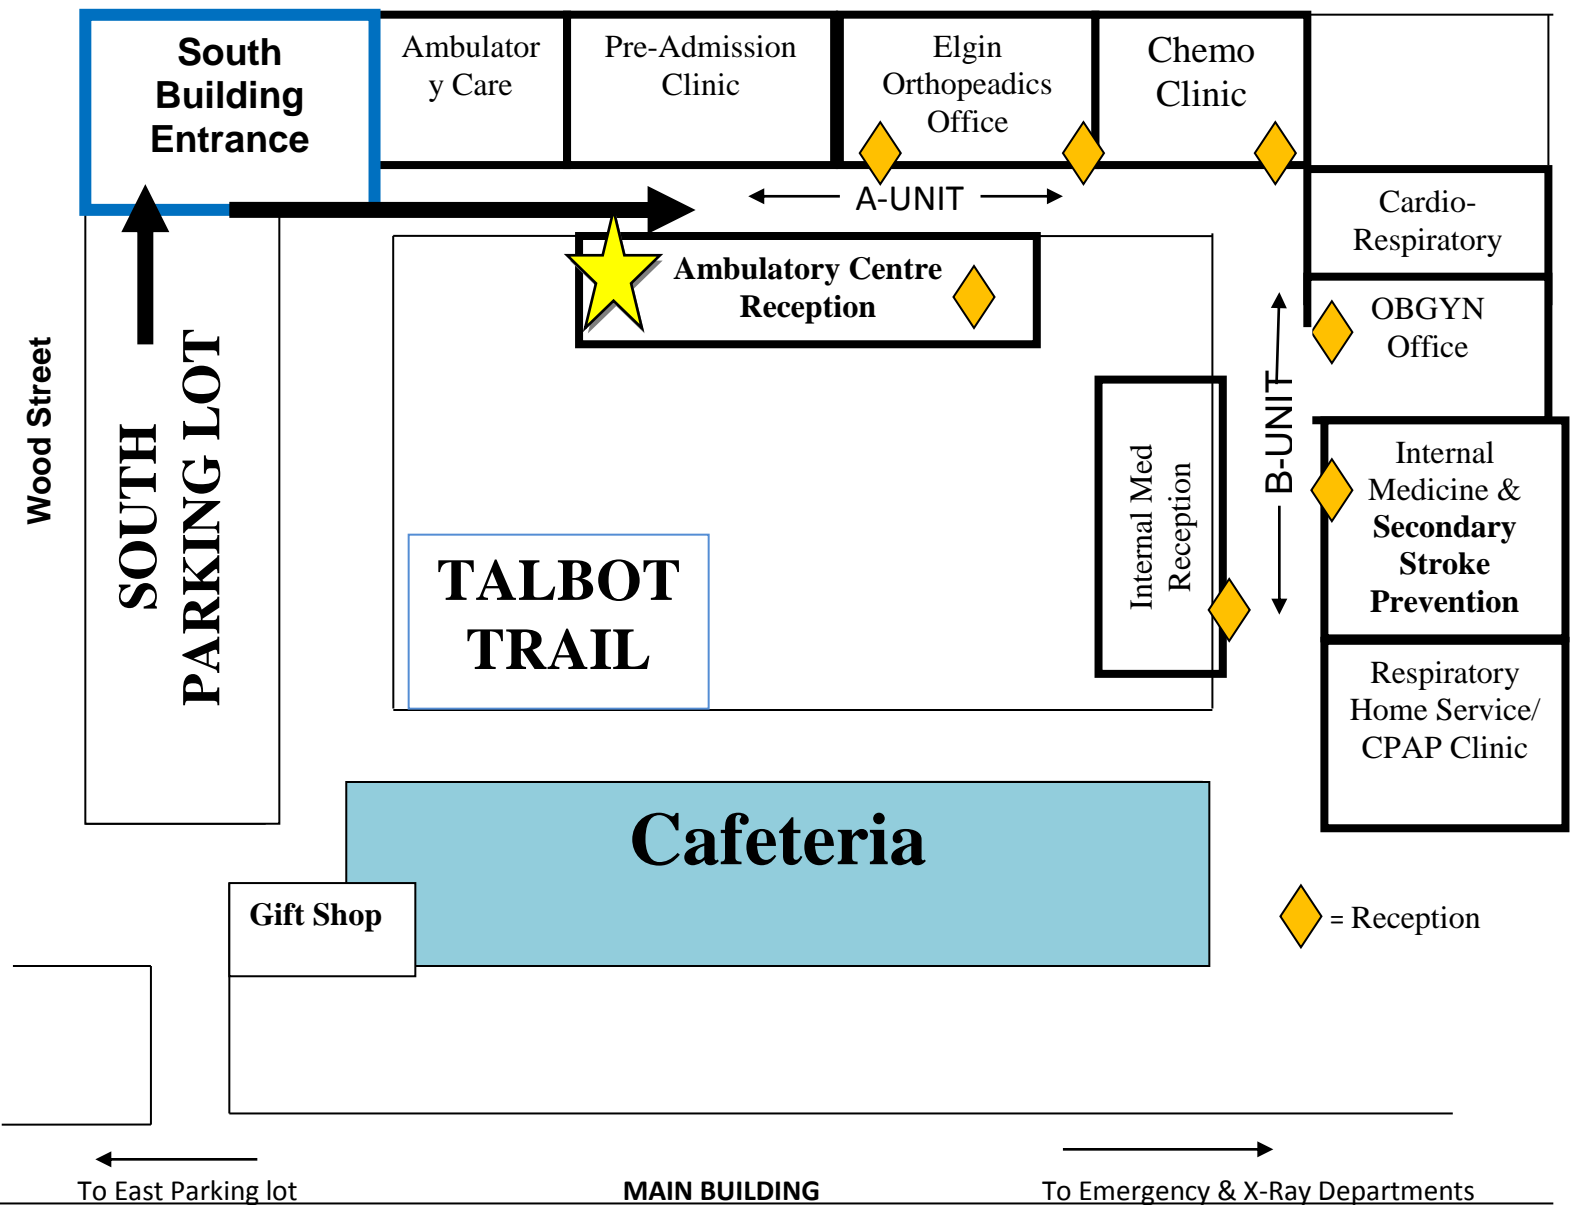 South
Building
Entrance
Ambulator
y Care
Pre-Admission
Clinic
Elgin
Orthopeadics
Office
Chemo
Clinic
A-UNIT
Cardio-
Respiratory
Ambulatory Centre
Reception
OBGYN
Office
Wood Street
SOUTH
PARKING LOT
B-UNIT
Internal Med
Reception
Internal
Medicine &
Secondary
Stroke
Prevention
TALBOT
TRAIL
Respiratory
Home Service/
CPAP Clinic
Cafeteria
Gift Shop
= Reception
To East Parking lot
MAIN BUILDING
To Emergency & X-Ray Departments